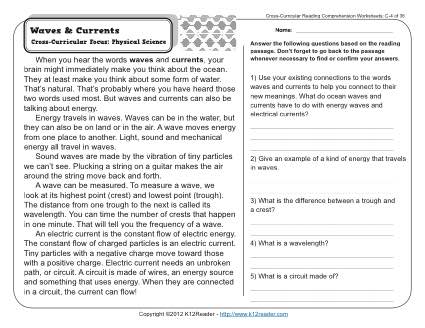 Cross-Curricular Reading Comprehension Worksheets: C-4 of 36
Waves & Currents
Cross-Curricular Focus: Physical Science
Name:
When you hear the words waves and currents, your
brain might immediately make you think about the ocean.
They at least make you think about some form of water.
That's natural. That's probably where you have heard those
two words used most. But waves and currents can also be
talking about energy.
Energy travels in waves. Waves can be in the water, but
they can also be on land or in the air. A wave moves energy
from one place to another. Light, sound and mechanical
energy all travel in waves.
Sound waves are made by the vibration of tiny particles
we can't see. Plucking a string on a guitar makes the air
around the string move back and forth.
A wave can be measured. To measure a wave, we
look at its highest point (crest) and lowest point (trough).
The distance from one trough to the next is called its
wavelength. You can time the number of crests that happen
in one minute. That will tell you the frequency of a wave.
An electric current is the constant flow of electric energy.
The constant flow of charged particles is an electric current.
Tiny particles with a negative charge move toward those
with a positive charge. Electric current needs an unbroken
path, or circuit. A circuit is made of wires, an energy source
and something that uses energy. When they are connected
in a circuit, the current can flow!
Answer the following questions based on the reading
passage. Don't forget to go back to the passage
whenever necessary to find or confirm your answers.
1) Use your existing connections to the words
waves and currents to help you connect to their
new meanings. What do ocean waves and
currents have to do with energy waves and
electrical currents?
2) Give an example of a kind of energy that travels
in waves.
3) What is the difference between a trough and
a crest?
4) What is a wavelength?
5) What is a circuit made of?
Copyright ©2012 K12Reader - http://www.k12reader.com